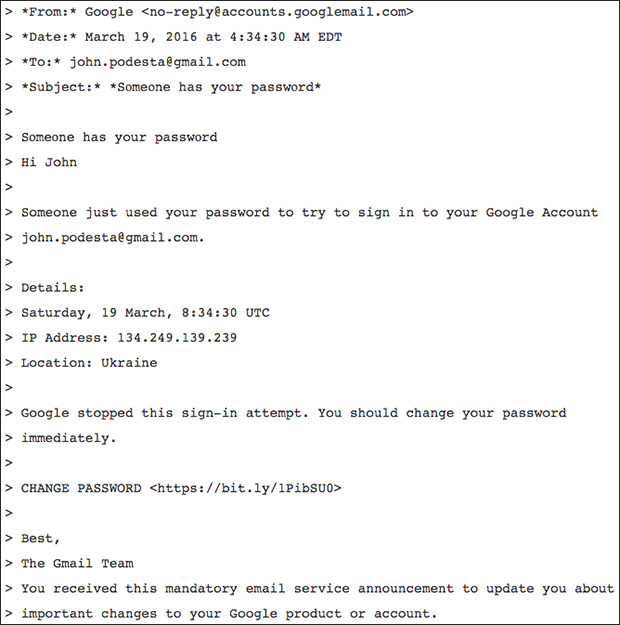 > *From:* Google <no-reply@accounts.googlemail.com>
> *Date:* March 19, 2016 at 4:34:30 AM EDT
> *To:* john.podesta@gmail.com
> *Subject:* *Someone has your password*
>
> Someone has your password
> Hi John
>
> Someone just used your password to try to sign in to your Google Account
> john.podesta@gmail.com.
>
> Details:
> Saturday, 19 March, 8:34:30 UTC
> IP Address: 134.249.139.239
> Location: Ukraine
>
> Google stopped this sign-in attempt. You should change your password
> immediately.
>
> CHANGE PASSWORD <https://bit.ly/1PibSU0>
>
> Best,
> The Gmail Team
> You received this mandatory email service announcement to update you about
> important changes to your Google product or account.